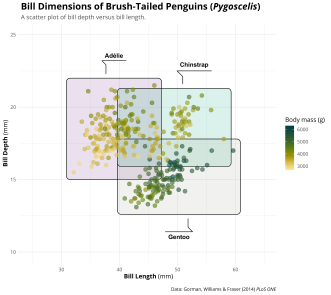 Bill Dimensions of Brush-Tailed Penguins (Pygoscelis)
A scatter plot of bill depth versus bill length.
25
20
15
10
Bill Depth (mm)
Adélie
Chinstrap
Gentoo
Body mass (g)
6000
5000
4000
3000
30
40
50
60
Bill Length (mm)
Data: Gorman, Williams & Fraser (2014) PLoS ONE